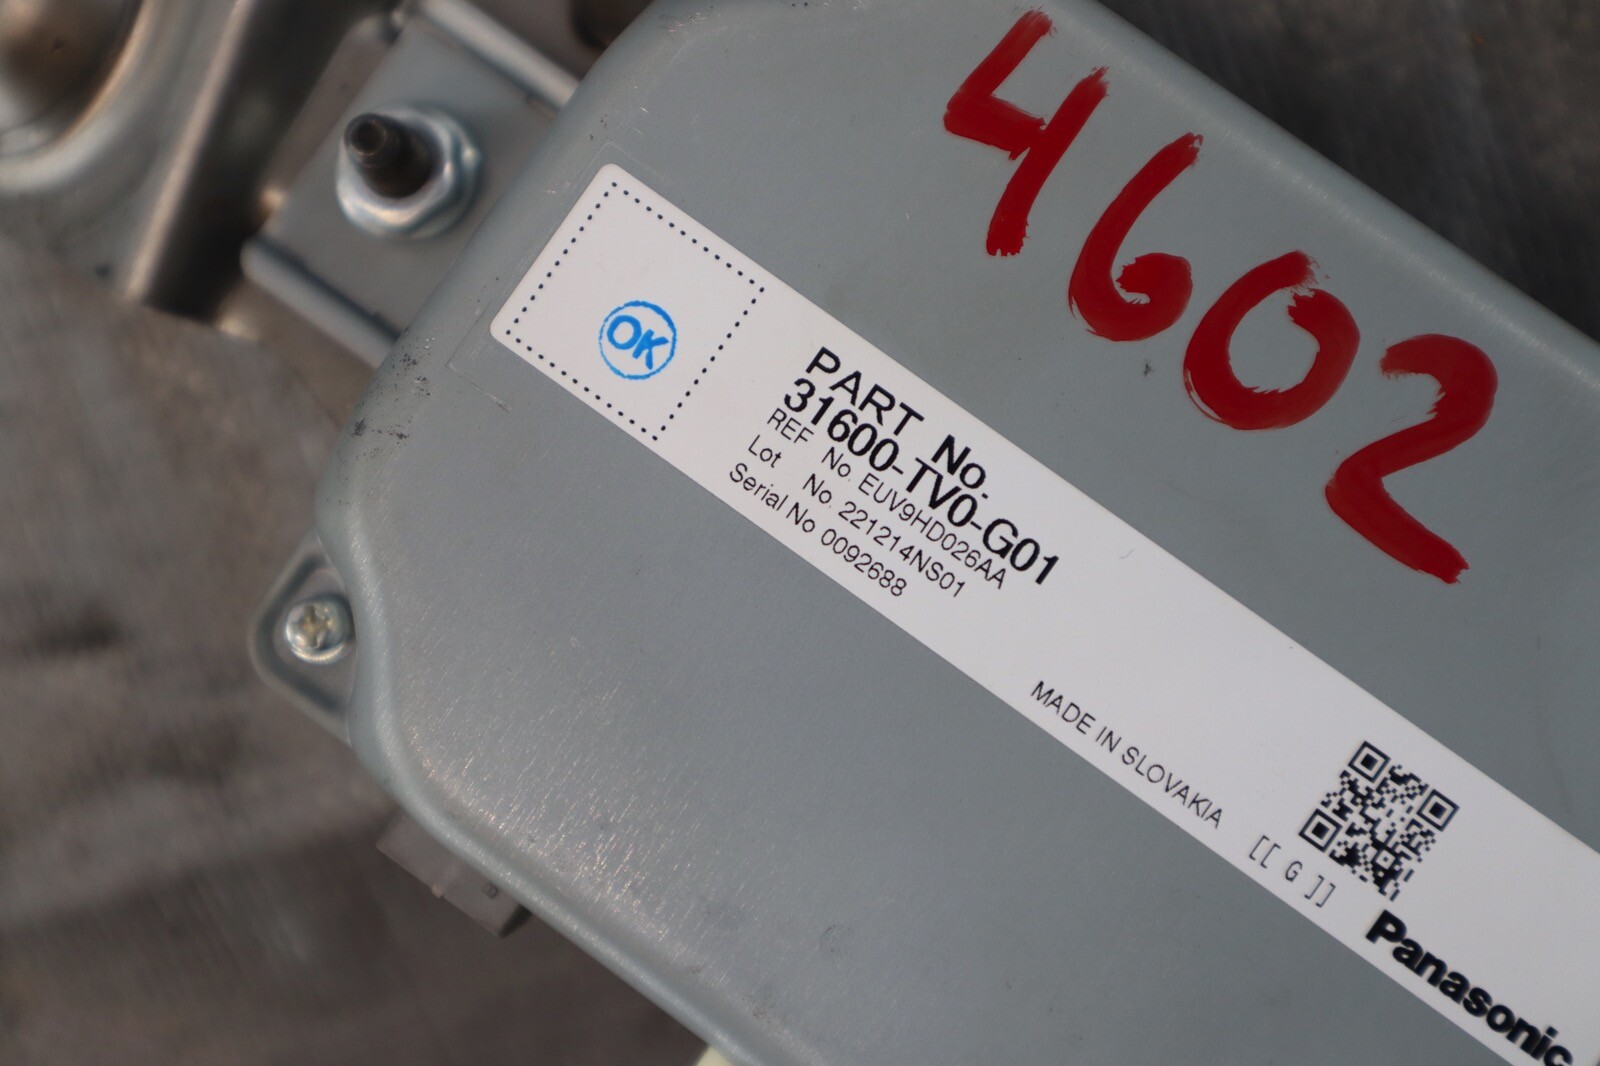 4602
OK
PART No.
31600-TV0-G01
REF No. EUV9HD026AA
Lot No. 221214NS01
Serial No 0092688
MADE IN SLOVAKIA
[[ G ]]
Panasonic